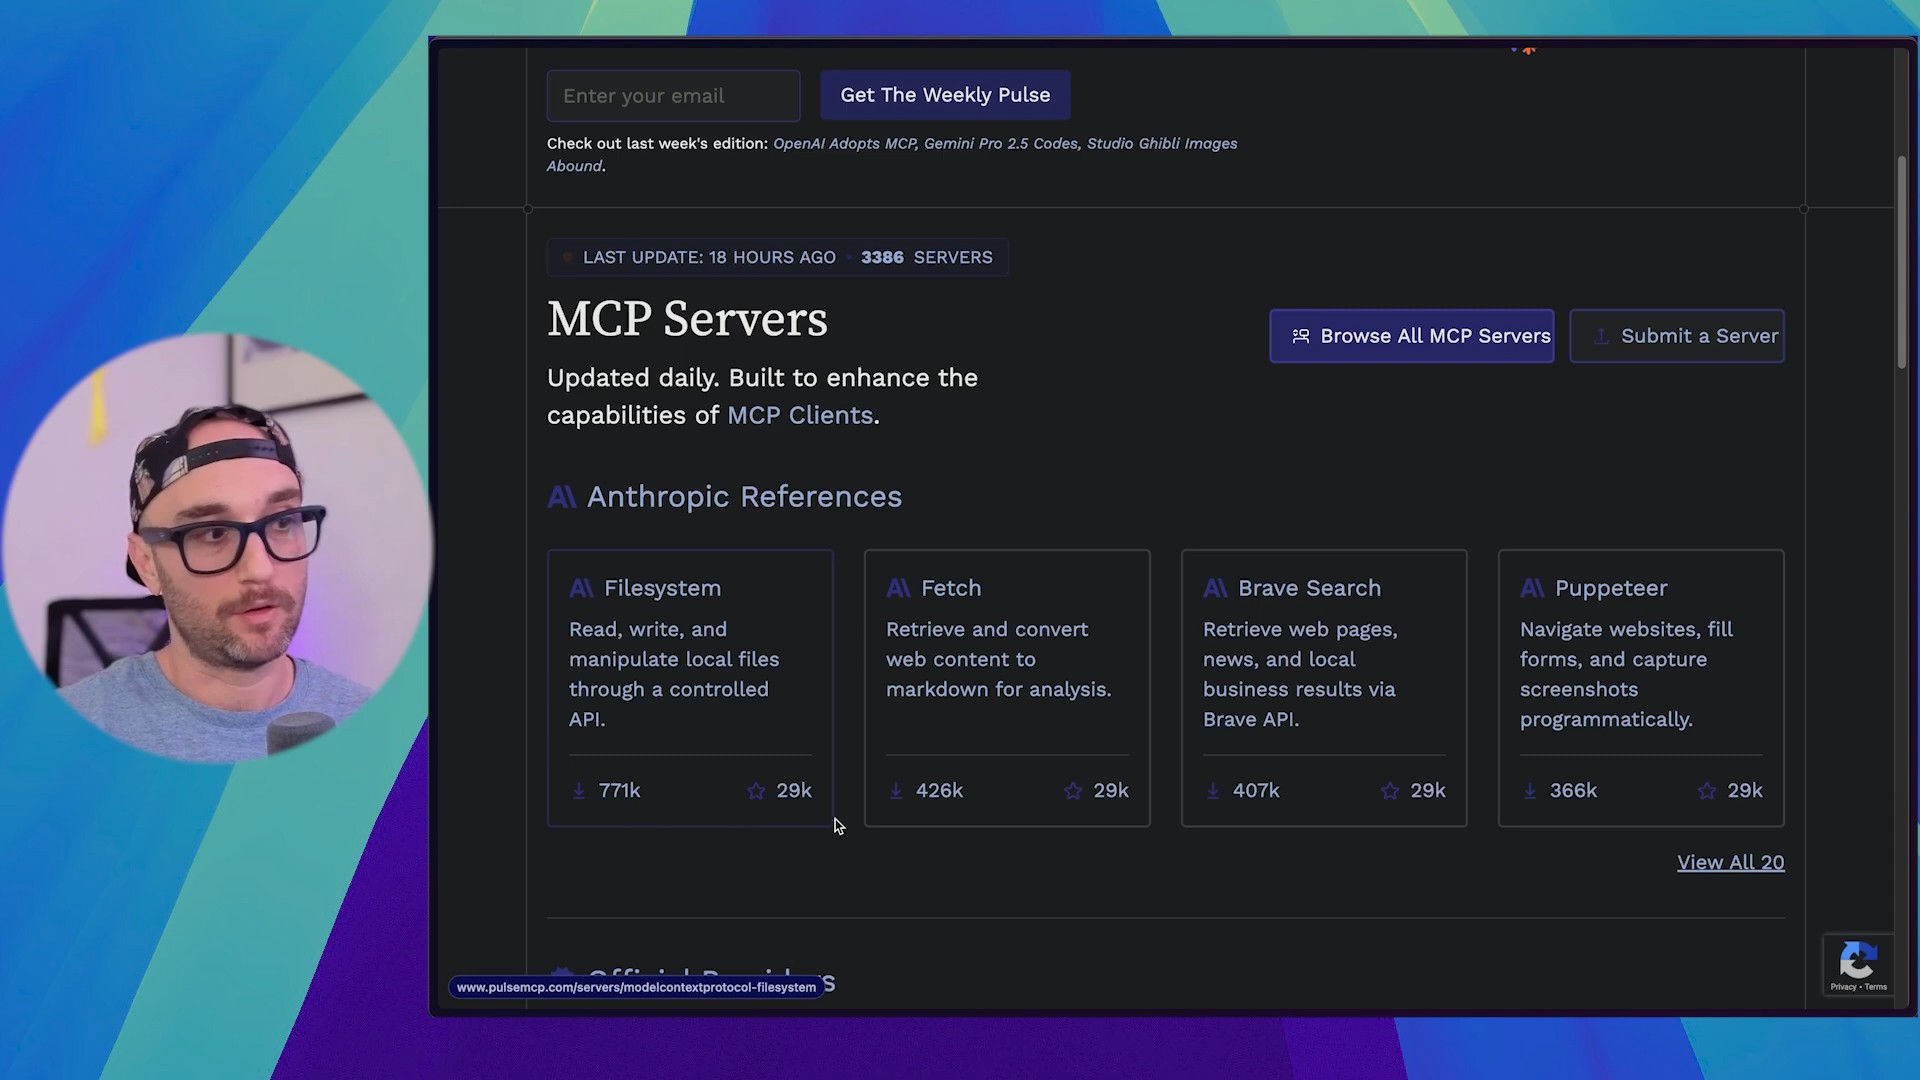 Enter your email
Get The Weekly Pulse
Check out last week's edition: OpenAI Adopts MCP, Gemini Pro 2.5 Codes, Studio Ghibli Images
Abound.
LAST UPDATE: 18 HOURS AGO · 3386 SERVERS
MCP Servers
Browse All MCP Servers
Submit a Server
Updated daily. Built to enhance the
capabilities of MCP Clients.
Anthropic References
Filesystem
Read, write, and
manipulate local files
through a controlled
API.
771k
29k
Fetch
Retrieve and convert
web content to
markdown for analysis.
426k
29k
Brave Search
Retrieve web pages,
news, and local
business results via
Brave API.
407k
29k
Puppeteer
Navigate websites, fill
forms, and capture
screenshots
programmatically.
366k
29k
View All 20
Official Providers
www.pulsemcp.com/servers/modelcontextprotocol-filesystem
Privacy - Terms